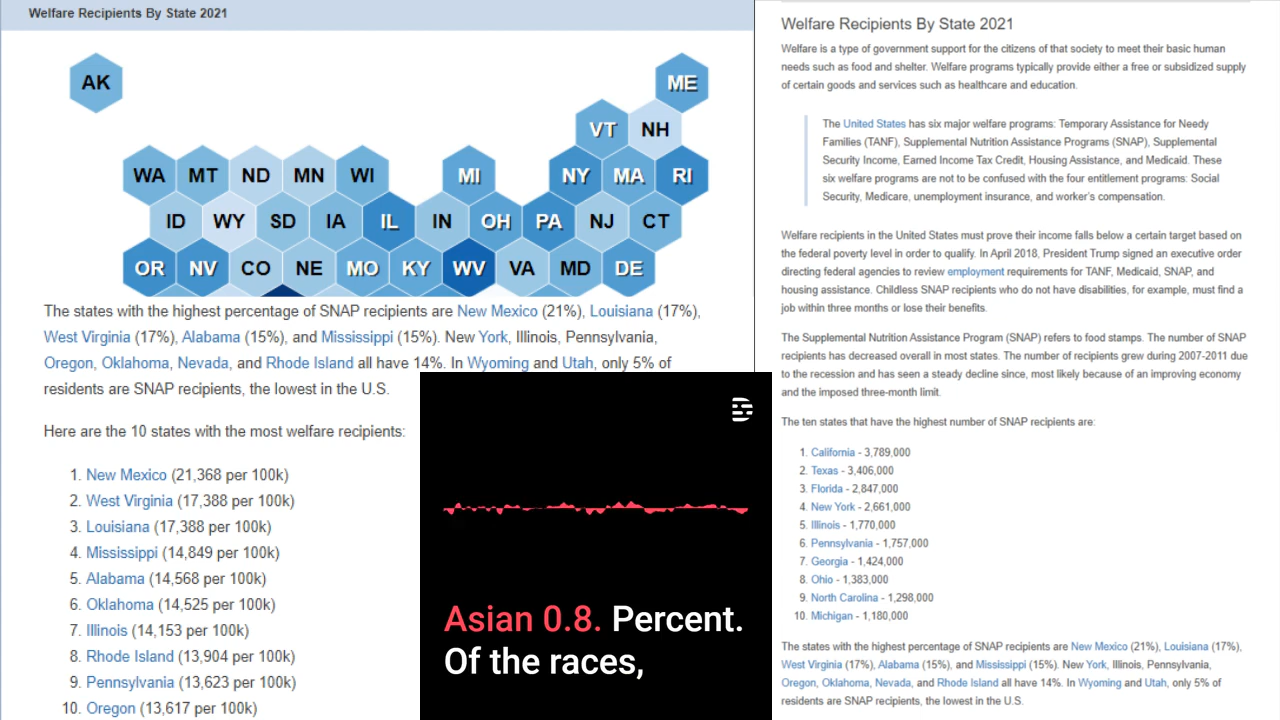 Welfare Recipients By State 2021
AK
ME
VT NH
WA MT ND MN WI MI NY MA RI
ID WY SD IA IL IN OH PA NJ CT
OR NV CO NE MO KY WV VA MD DE
The states with the highest percentage of SNAP recipients are New Mexico (21%), Louisiana (17%),
West Virginia (17%), Alabama (15%), and Mississippi (15%). New York, Illinois, Pennsylvania,
Oregon, Oklahoma, Nevada, and Rhode Island all have 14%. In Wyoming and Utah, only 5% of
residents are SNAP recipients, the lowest in the U.S.
Here are the 10 states with the most welfare recipients:
1. New Mexico (21,368 per 100k)
2. West Virginia (17,388 per 100k)
3. Louisiana (17,388 per 100k)
4. Mississippi (14,849 per 100k)
5. Alabama (14,568 per 100k)
6. Oklahoma (14,525 per 100k)
7. Illinois (14,153 per 100k)
8. Rhode Island (13,904 per 100k)
9. Pennsylvania (13,623 per 100k)
10. Oregon (13,617 per 100k)
Asian 0.8. Percent.
Of the races,
Welfare Recipients By State 2021
Welfare is a type of government support for the citizens of that society to meet their basic human
needs such as food and shelter. Welfare programs typically provide either a free or subsidized supply
of certain goods and services such as healthcare and education.
The United States has six major welfare programs: Temporary Assistance for Needy
Families (TANF), Supplemental Nutrition Assistance Programs (SNAP), Supplemental
Security Income, Earned Income Tax Credit, Housing Assistance, and Medicaid. These
six welfare programs are not to be confused with the four entitlement programs: Social
Security, Medicare, unemployment insurance, and worker's compensation.
Welfare recipients in the United States must prove their income falls below a certain target based on
the federal poverty level in order to qualify. In April 2018, President Trump signed an executive order
directing federal agencies to review employment requirements for TANF, Medicaid, SNAP, and
housing assistance. Childless SNAP recipients who do not have disabilities, for example, must find a
job within three months or lose their benefits.
The Supplemental Nutrition Assistance Program (SNAP) refers to food stamps. The number of SNAP
recipients has decreased overall in most states. The number of recipients grew during 2007-2011 due
to the recession and has seen a steady decline since, most likely because of an improving economy
and the imposed three-month limit.
The ten states that have the highest number of SNAP recipients are:
1. California - 3,789,000
2. Texas - 3,406,000
3. Florida - 2,847,000
4. New York - 2,661,000
5. Illinois - 1,770,000
6. Pennsylvania - 1,757,000
7. Georgia - 1,424,000
8. Ohio - 1,383,000
9. North Carolina - 1,298,000
10. Michigan - 1,180,000
The states with the highest percentage of SNAP recipients are New Mexico (21%), Louisiana (17%),
West Virginia (17%), Alabama (15%), and Mississippi (15%). New York, Illinois, Pennsylvania,
Oregon, Oklahoma, Nevada, and Rhode Island all have 14%. In Wyoming and Utah, only 5% of
residents are SNAP recipients, the lowest in the U.S.